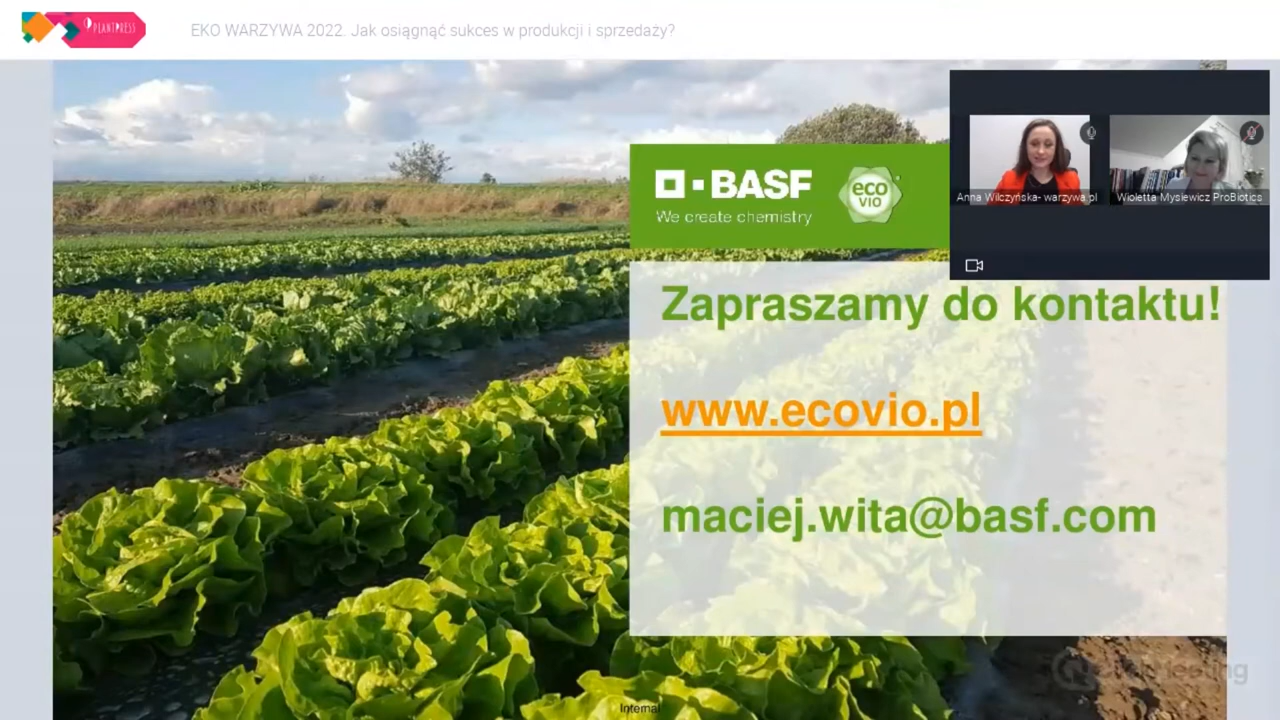 PLANTPRESS
EKO WARZYWA 2022. Jak osiągnąć sukces w produkcji i sprzedaży?
BASF
We create chemistry
eco
vio
Anna Wilczyńska- warzywa.pl
Wioletta Mysiewicz ProBiotics
Zapraszamy do kontaktu!
www.ecovio.pl
maciej.wita@basf.com
Internal